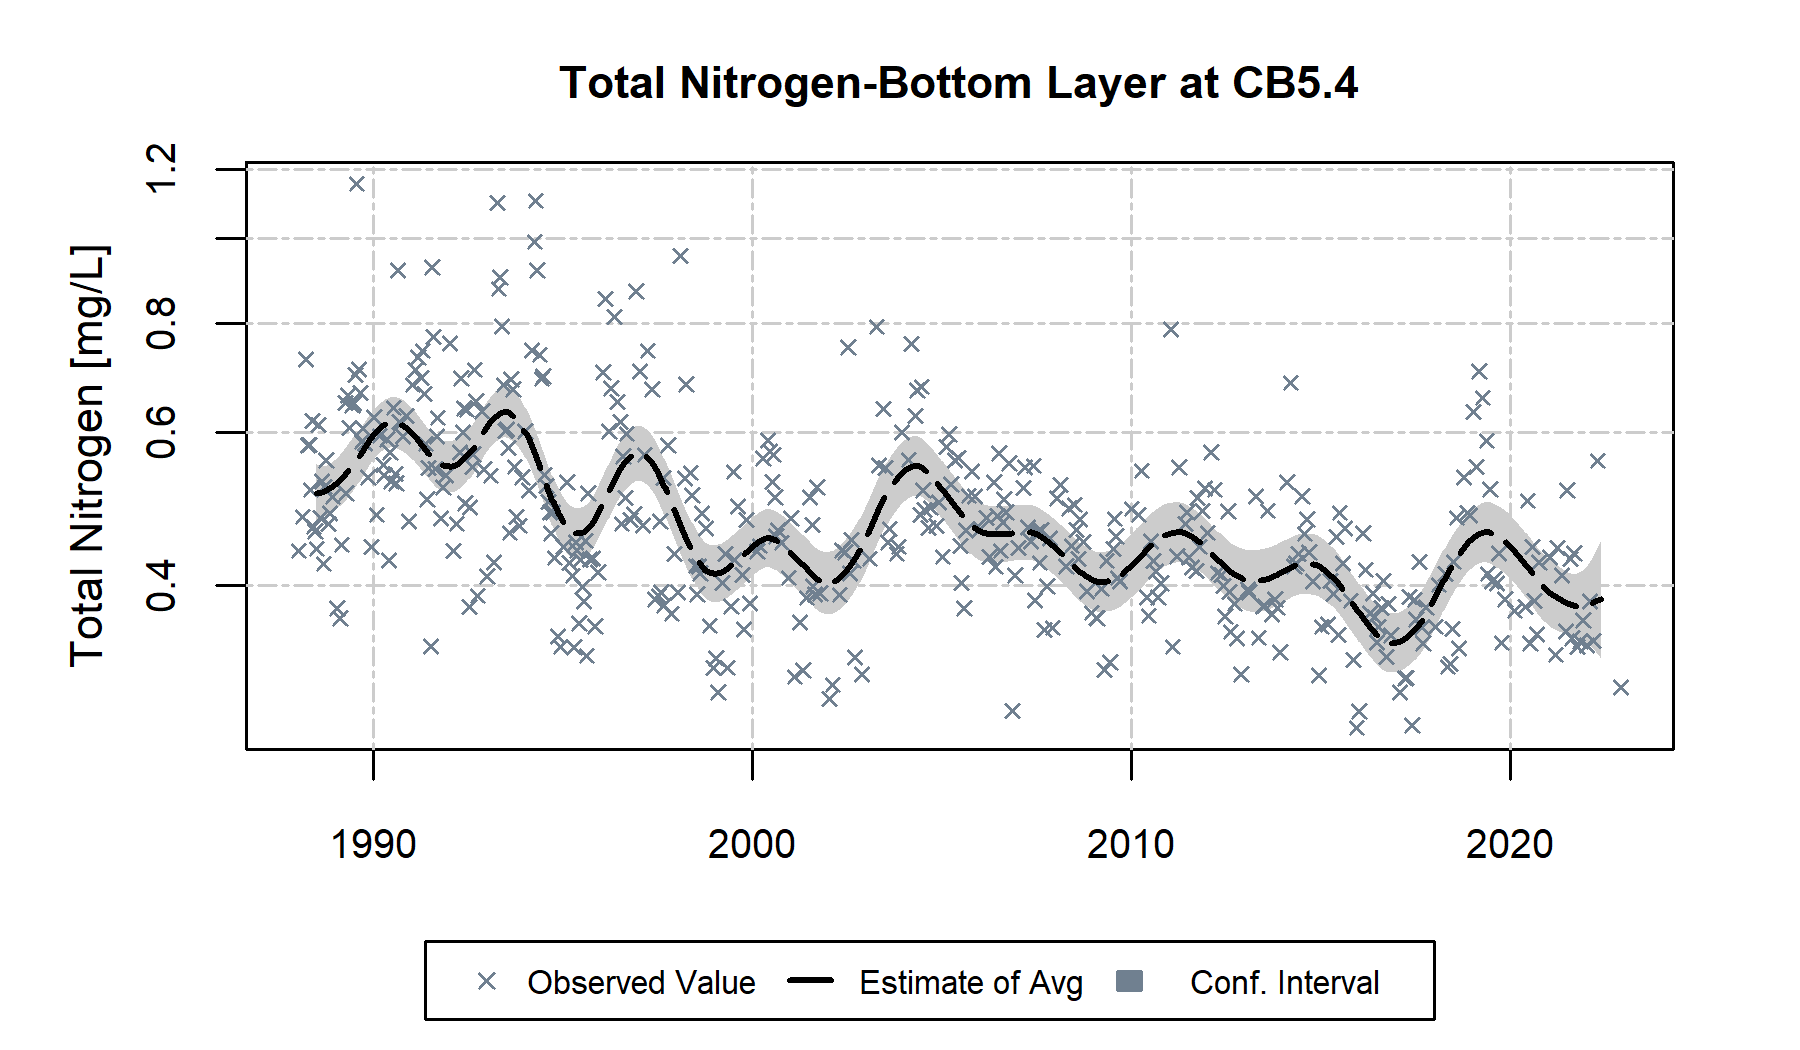 Total Nitrogen-Bottom Layer at CB5.4
Total Nitrogen [mg/L]
1.2
0.8
0.6
0.4
1990 2000 2010 2020
Observed Value Estimate of Avg Conf. Interval